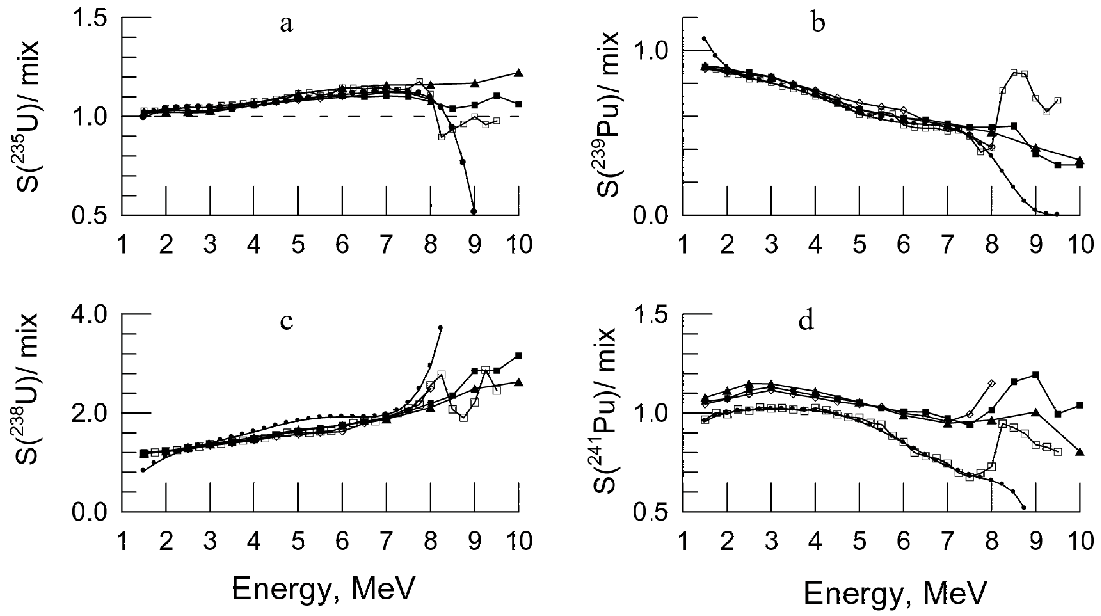 a
S(²³⁵U)/ mix
1.5
1.0
0.5
1 2 3 4 5 6 7 8 9 10
b
S(²³⁹Pu)/ mix
1.0
0.0
1 2 3 4 5 6 7 8 9 10
c
S(²³⁸U)/ mix
4.0
2.0
0.0
1 2 3 4 5 6 7 8 9 10
Energy, MeV
d
S(²⁴¹Pu)/ mix
1.5
1.0
0.5
1 2 3 4 5 6 7 8 9 10
Energy, MeV